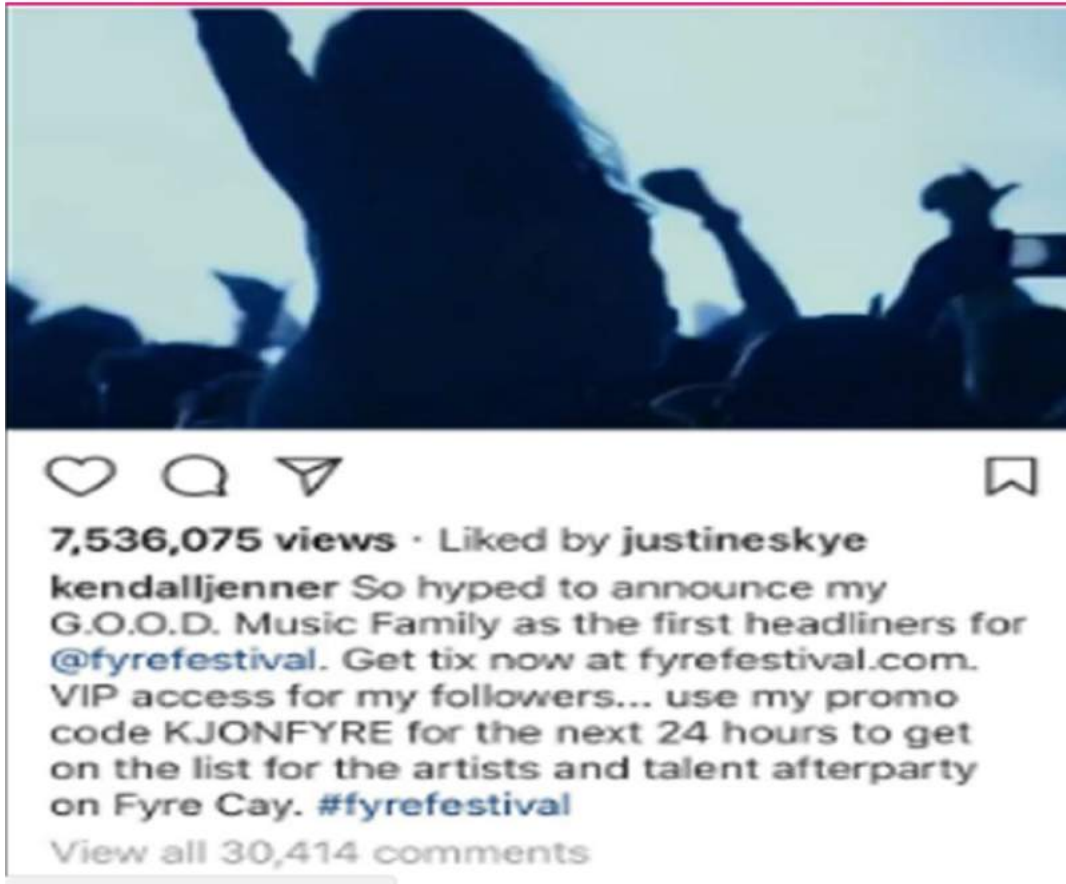 7,536,075 views · Liked by justineskye
kendalljenner So hyped to announce my
G.O.O.D. Music Family as the first headliners for
@fyrefestival. Get tix now at fyrefestival.com.
VIP access for my followers... use my promo
code KJONFYRE for the next 24 hours to get
on the list for the artists and talent afterparty
on Fyre Cay. #fyrefestival
View all 30,414 comments